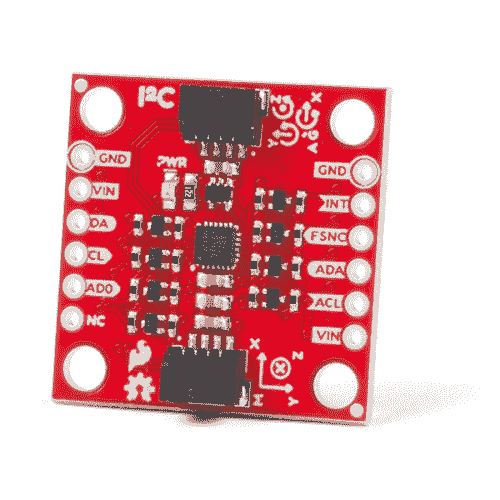 I²C
Z X
Y
PWR
GND
VIN
DA
CL
AD0
NC
GND
INT
FSNC
ADA
ACL
VIN
X
Z
Y
I